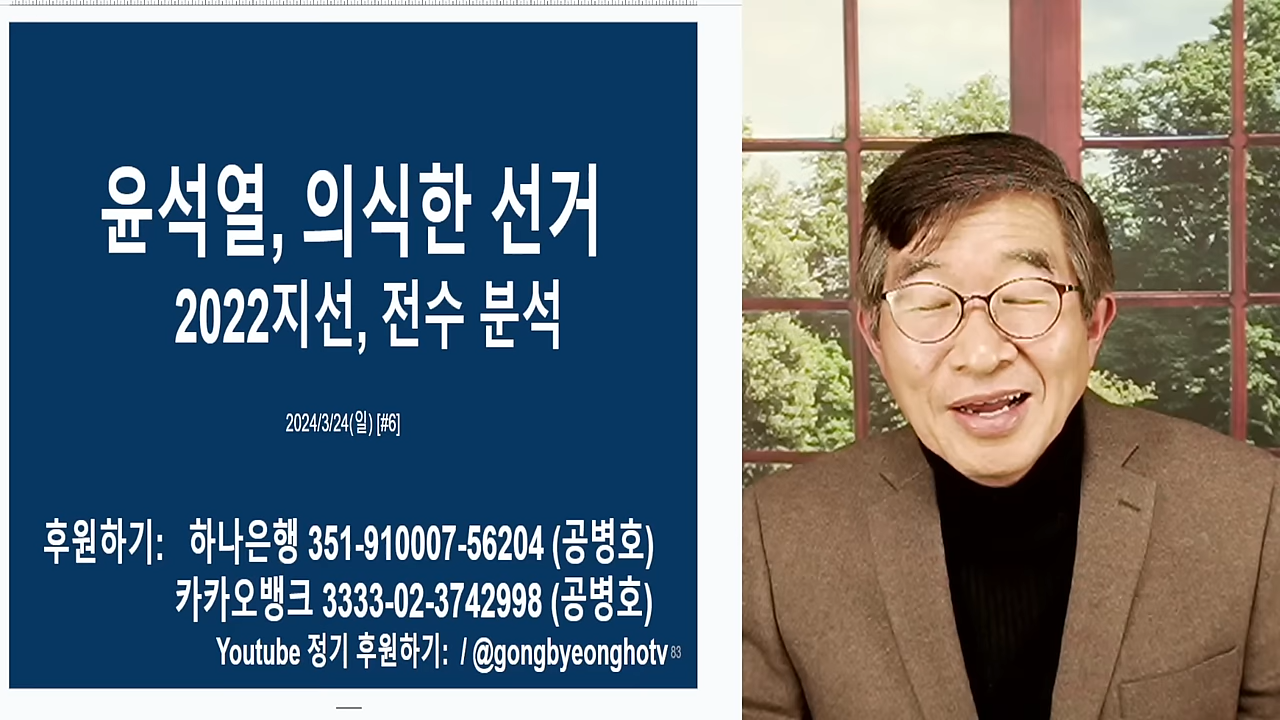 윤석열, 의식한 선거
2022지선, 전수 분석
2024/3/24(일) [#6]
후원하기: 하나은행 351-910007-56204 (공병호)
카카오뱅크 3333-02-3742998 (공병호)
Youtube 정기 후원하기: / @gongbyeonghotv
83